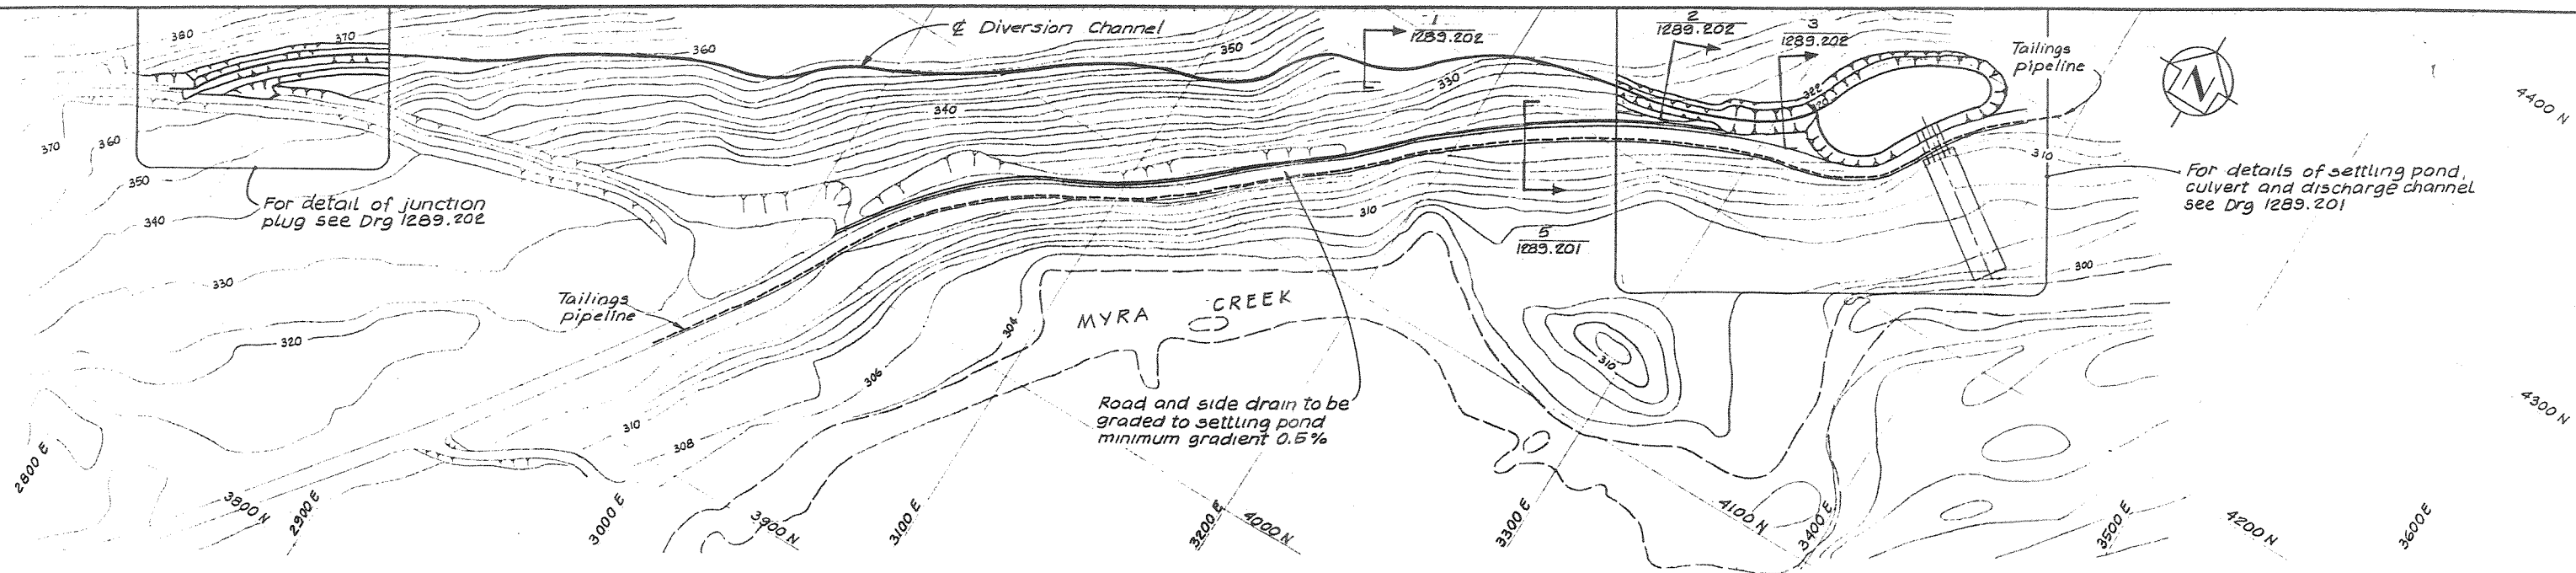 380
370
360
℄ Diversion Channel
350
1
1289.202
2
1289.202
3
1289.202
Tailings
pipeline
N
4400 N
330
322
340
370
360
350
340
For detail of junction
plug see Drg 1289.202
310
For details of settling pond,
culvert and discharge channel
see Drg 1289.201
310
5
1289.201
330
300
Tailings
pipeline
MYRA CREEK
304
320
310
306
Road and side drain to be
graded to settling pond
minimum gradient 0.5%
310
308
4300 N
2800 E
3800 N
2900 E
3000 E
3900 N
3100 E
3200 E
4000 N
3300 E
4100 N
3400 E
3500 E
4200 N
3600 E